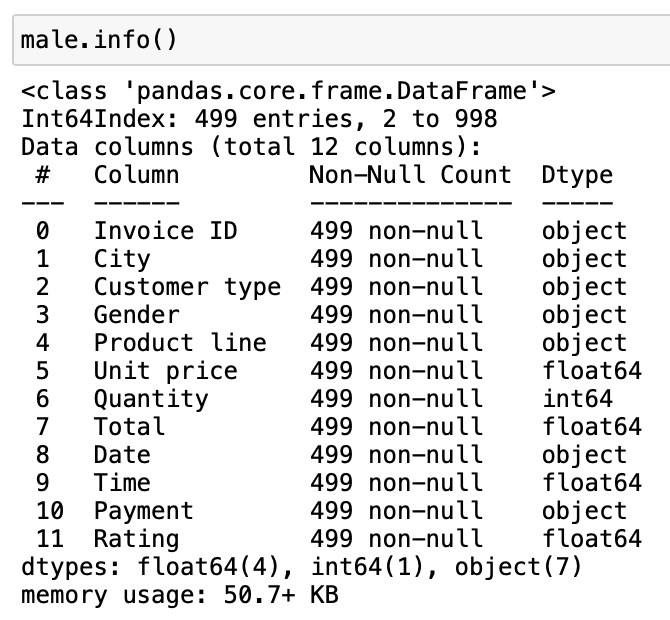 male.info()
<class 'pandas.core.frame.DataFrame'>
Int64Index: 499 entries, 2 to 998
Data columns (total 12 columns):
 #   Column         Non-Null Count  Dtype
---  ------         --------------  -----
 0   Invoice ID     499 non-null    object
 1   City           499 non-null    object
 2   Customer type  499 non-null    object
 3   Gender         499 non-null    object
 4   Product line   499 non-null    object
 5   Unit price     499 non-null    float64
 6   Quantity       499 non-null    int64
 7   Total          499 non-null    float64
 8   Date           499 non-null    object
 9   Time           499 non-null    float64
 10  Payment        499 non-null    object
 11  Rating         499 non-null    float64
dtypes: float64(4), int64(1), object(7)
memory usage: 50.7+ KB